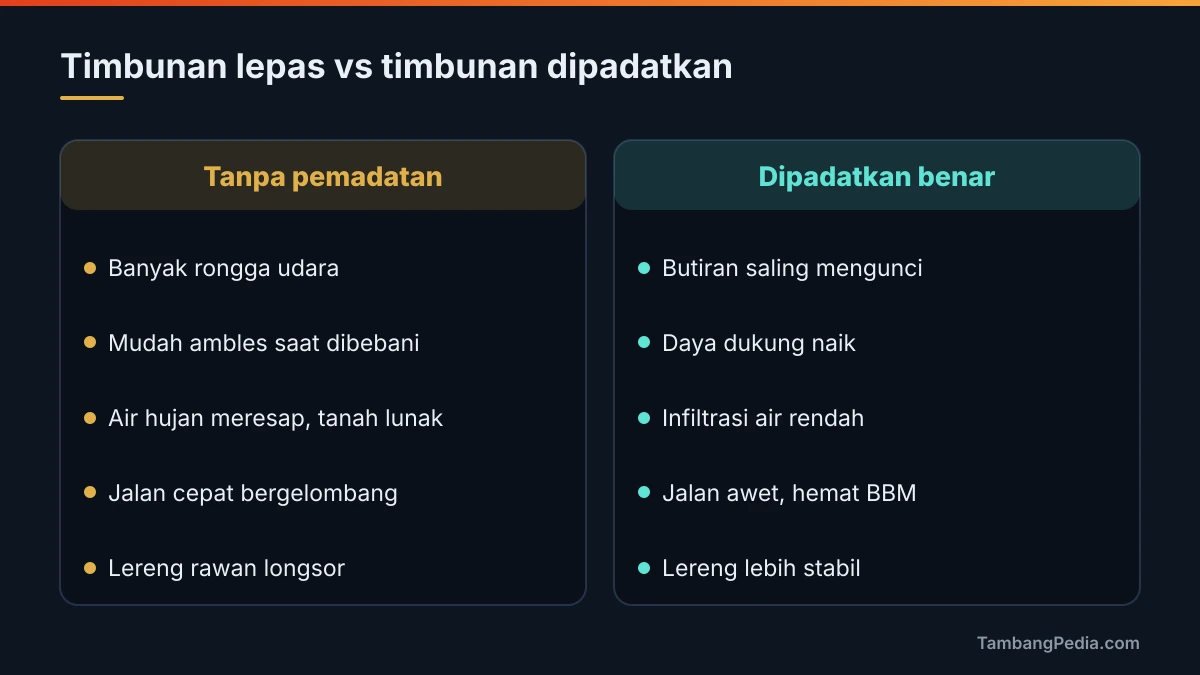 Timbunan lepas vs timbunan dipadatkan
Tanpa pemadatan
Banyak rongga udara
Mudah ambles saat dibebani
Air hujan meresap, tanah lunak
Jalan cepat bergelombang
Lereng rawan longsor
Dipadatkan benar
Butiran saling mengunci
Daya dukung naik
Infiltrasi air rendah
Jalan awet, hemat BBM
Lereng lebih stabil
TambangPedia.com